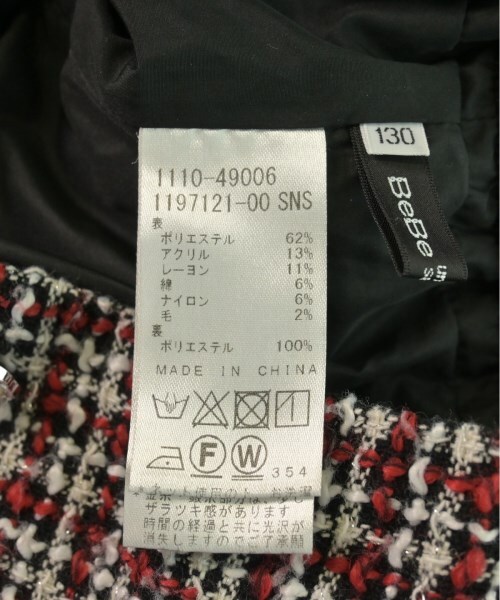 130
BeBe
1110-49006
1197121-00 SNS
表
ポリエステル 62%
アクリル 13%
レーヨン 11%
綿 6%
ナイロン 6%
毛 2%
裏
ポリエステル 100%
MADE IN CHINA
F W 354
ザラツキ感があります
時間の経過と共に光沢が
消失しますのでご了承願